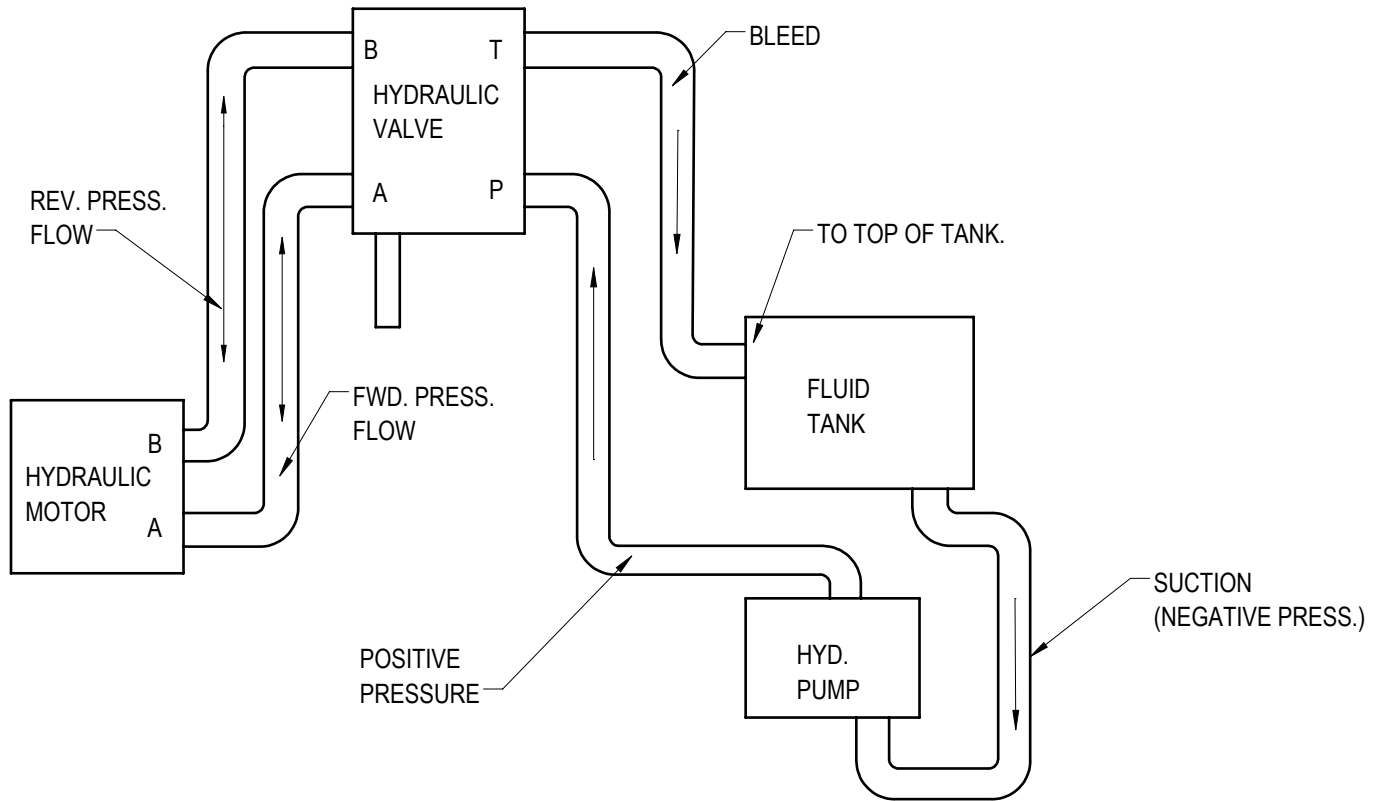 B
T
BLEED
HYDRAULIC
VALVE
A
P
REV. PRESS.
FLOW
TO TOP OF TANK.
FWD. PRESS.
FLOW
FLUID
TANK
B
HYDRAULIC
MOTOR
A
SUCTION
(NEGATIVE PRESS.)
POSITIVE
PRESSURE
HYD.
PUMP